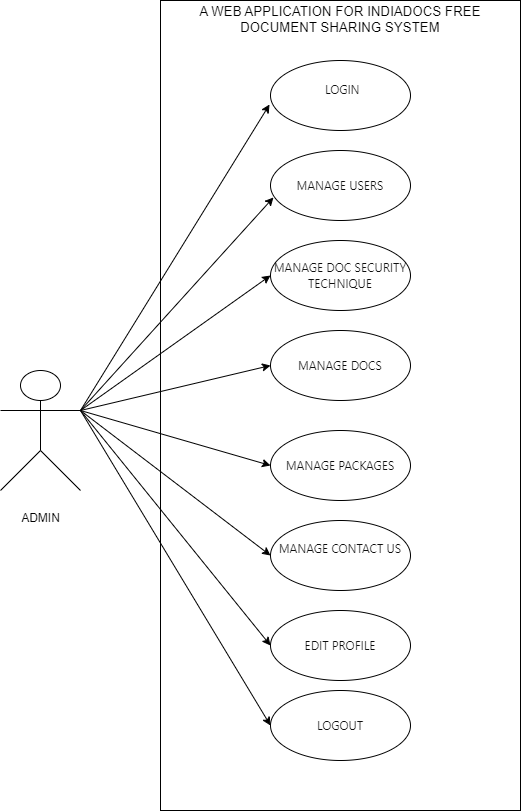 A WEB APPLICATION FOR INDIADOCS FREE
DOCUMENT SHARING SYSTEM
LOGIN
MANAGE USERS
MANAGE DOC SECURITY
TECHNIQUE
MANAGE DOCS
MANAGE PACKAGES
ADMIN
MANAGE CONTACT US
EDIT PROFILE
LOGOUT